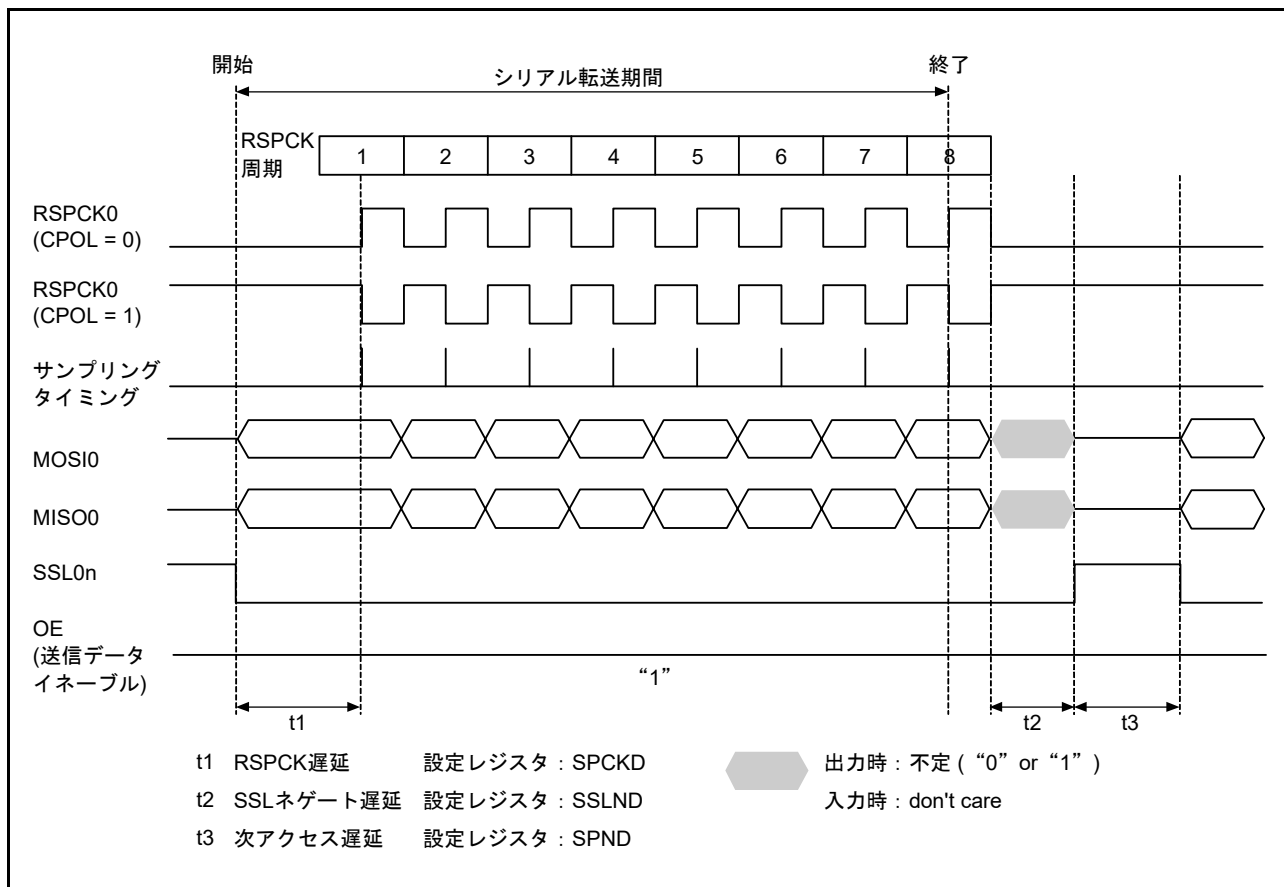 開始
シリアル転送期間
終了
RSPCK
周期
1 2 3 4 5 6 7 8
RSPCK0
(CPOL = 0)
RSPCK0
(CPOL = 1)
サンプリング
タイミング
MOSI0
MISO0
SSL0n
OE
(送信データ
イネーブル)
“1”
t1
t2
t3
t1 RSPCK遅延 設定レジスタ：SPCKD
t2 SSLネゲート遅延 設定レジスタ：SSLND
t3 次アクセス遅延 設定レジスタ：SPND
出力時：不定 ( “0” or “1” )
入力時：don't care